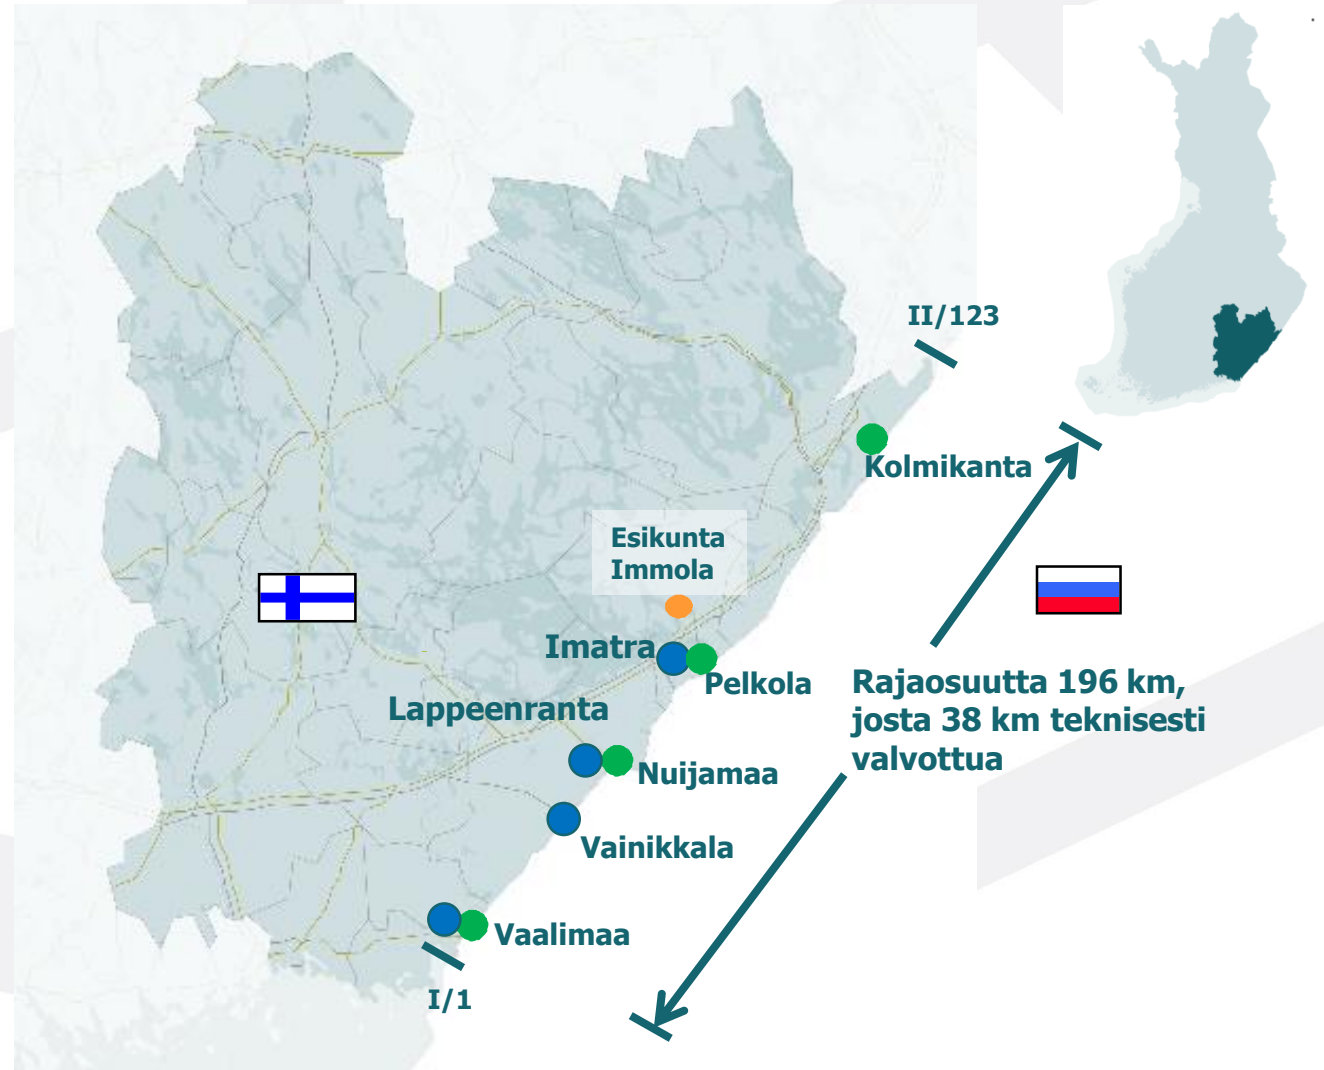 II/123
Kolmikanta
Esikunta
Immola
Imatra
Pelkola
Lappeenranta
Rajaosuutta 196 km,
josta 38 km teknisesti
valvottua
Nuijamaa
Vainikkala
Vaalimaa
I/1